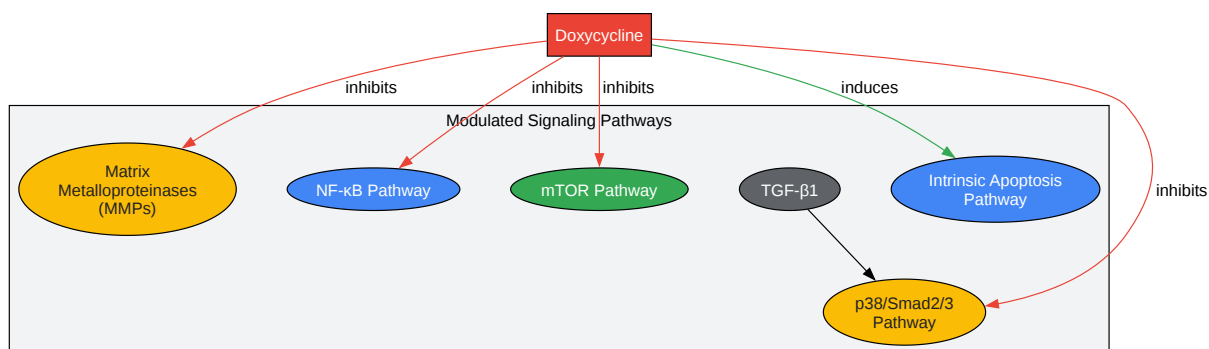 Doxycycline
inhibits
inhibits
inhibits
induces
Modulated Signaling Pathways
Matrix
Metalloproteinases
(MMPs)
NF-κB Pathway
mTOR Pathway
TGF-β1
Intrinsic Apoptosis
Pathway
inhibits
p38/Smad2/3
Pathway